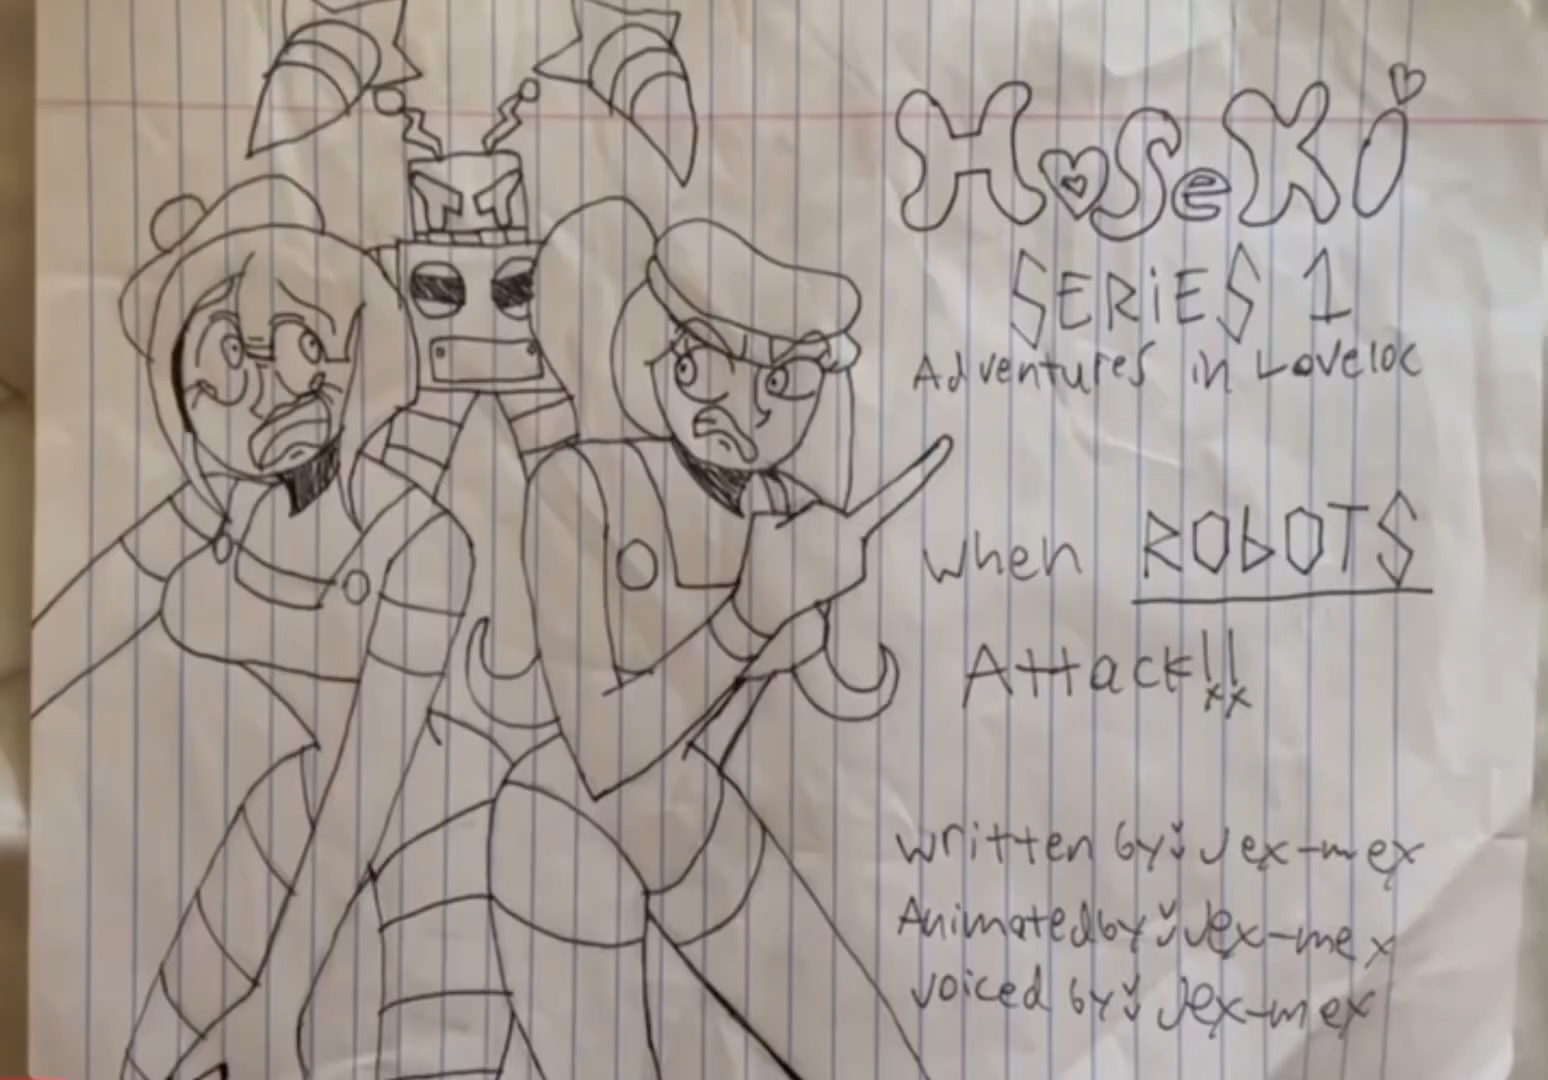 HoSeKi
SERiES 1
Adventures in Loveloc
when ROBOTS
Attack!!
written by: Jex-mex
Animated by: Jex-mex
voiced by: Jex-mex